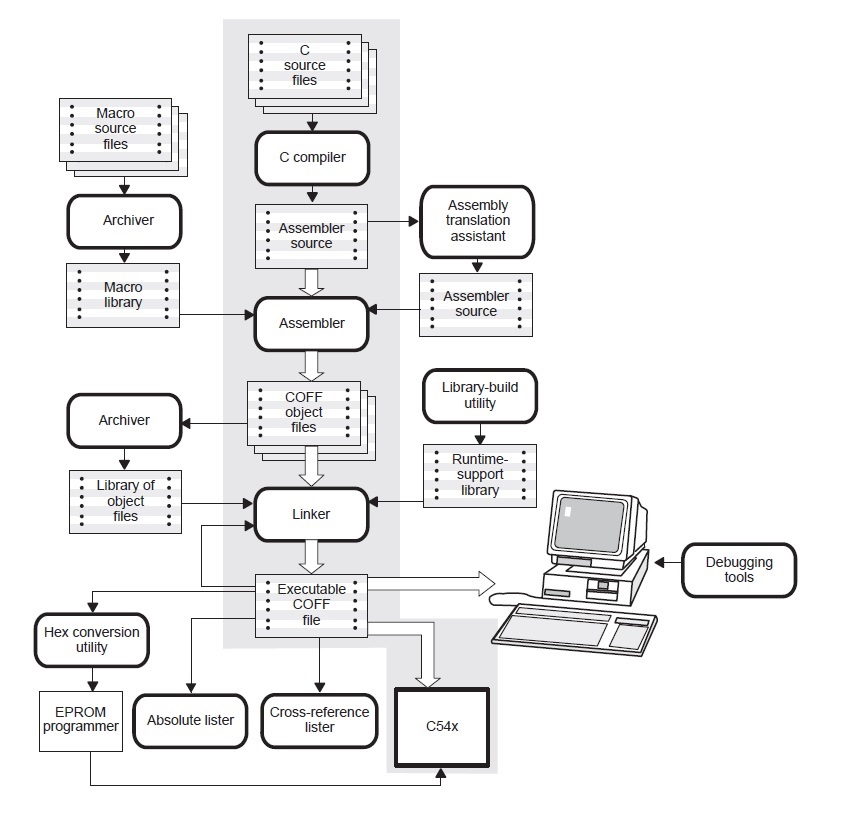 C
source
files
Macro
source
files
C compiler
Archiver
Assembler
source
Assembly
translation
assistant
Macro
library
Assembler
Assembler
source
Archiver
COFF
object
files
Library-build
utility
Library of
object
files
Runtime-
support
library
Linker
Executable
COFF
file
Debugging
tools
Hex conversion
utility
EPROM
programmer
Absolute lister
Cross-reference
lister
C54x